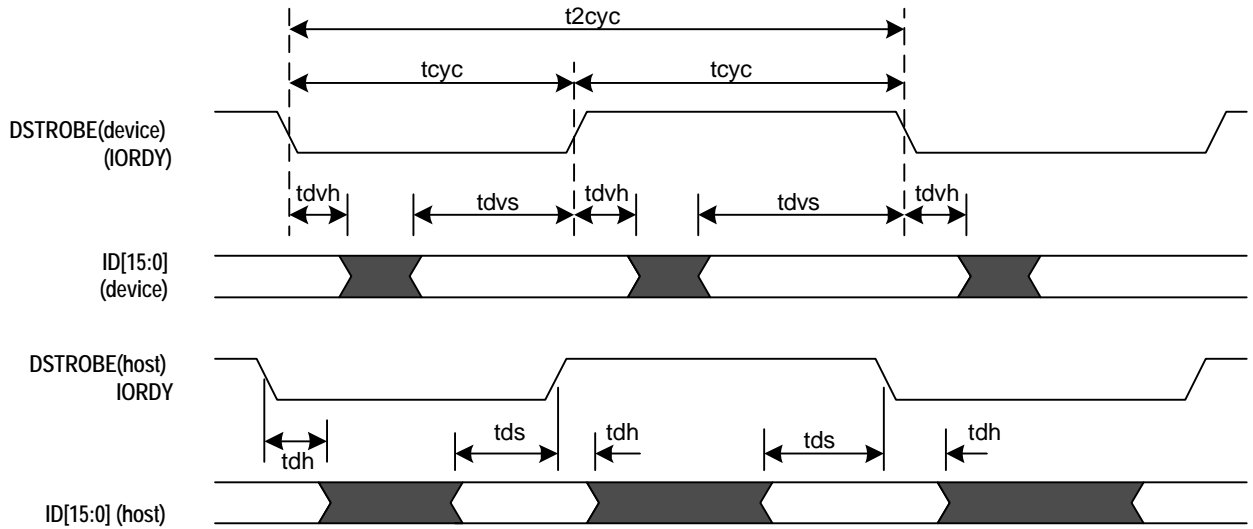 t2cyc
tcyc tcyc
DSTROBE(device)
(IORDY)
tdvh tdvs tdvh tdvs tdvh
ID[15:0]
(device)
DSTROBE(host)
IORDY
tdh tds tdh tds tdh
ID[15:0] (host)